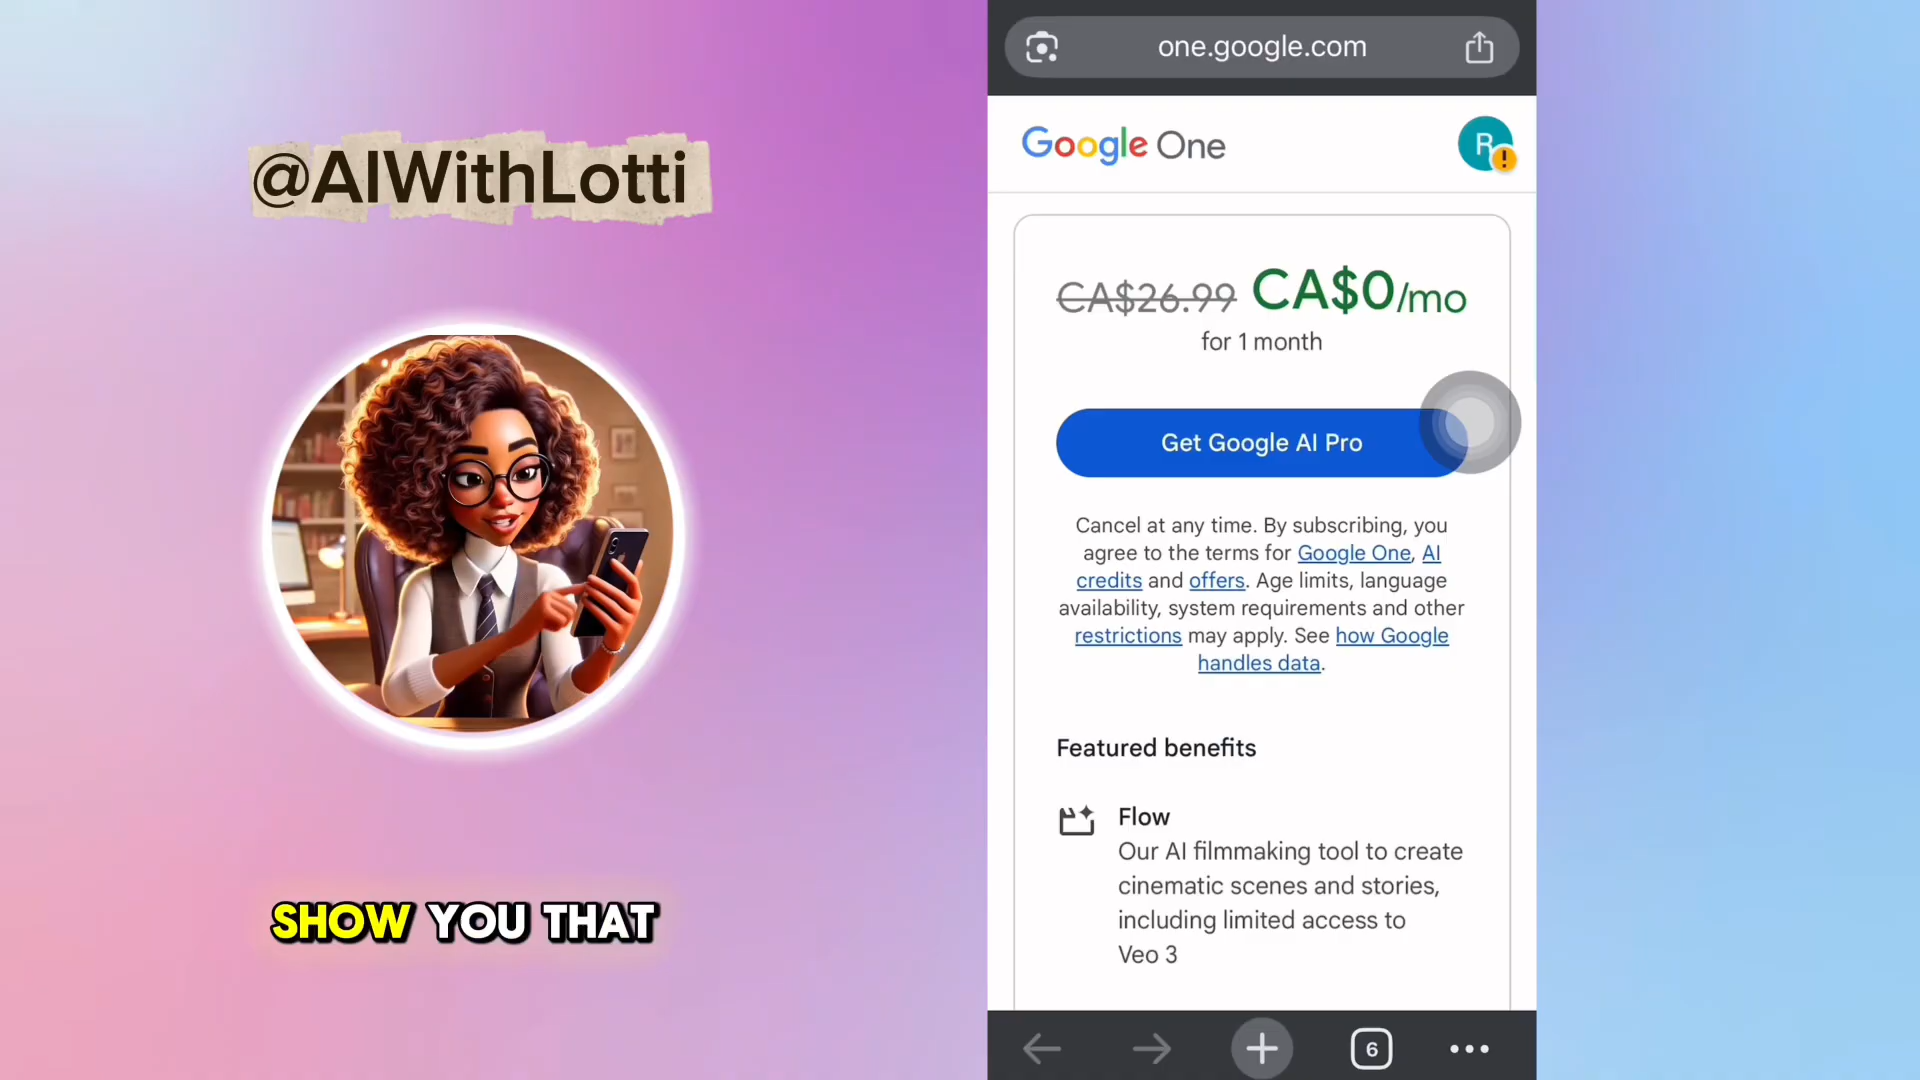 @AIWithLotti
SHOW YOU THAT
one.google.com
Google One
R
!
CA$26.99 CA$0/mo
for 1 month
Get Google AI Pro
Cancel at any time. By subscribing, you
agree to the terms for Google One, AI
credits and offers. Age limits, language
availability, system requirements and other
restrictions may apply. See how Google
handles data.
Featured benefits
Flow
Our AI filmmaking tool to create
cinematic scenes and stories,
including limited access to
Veo 3
6